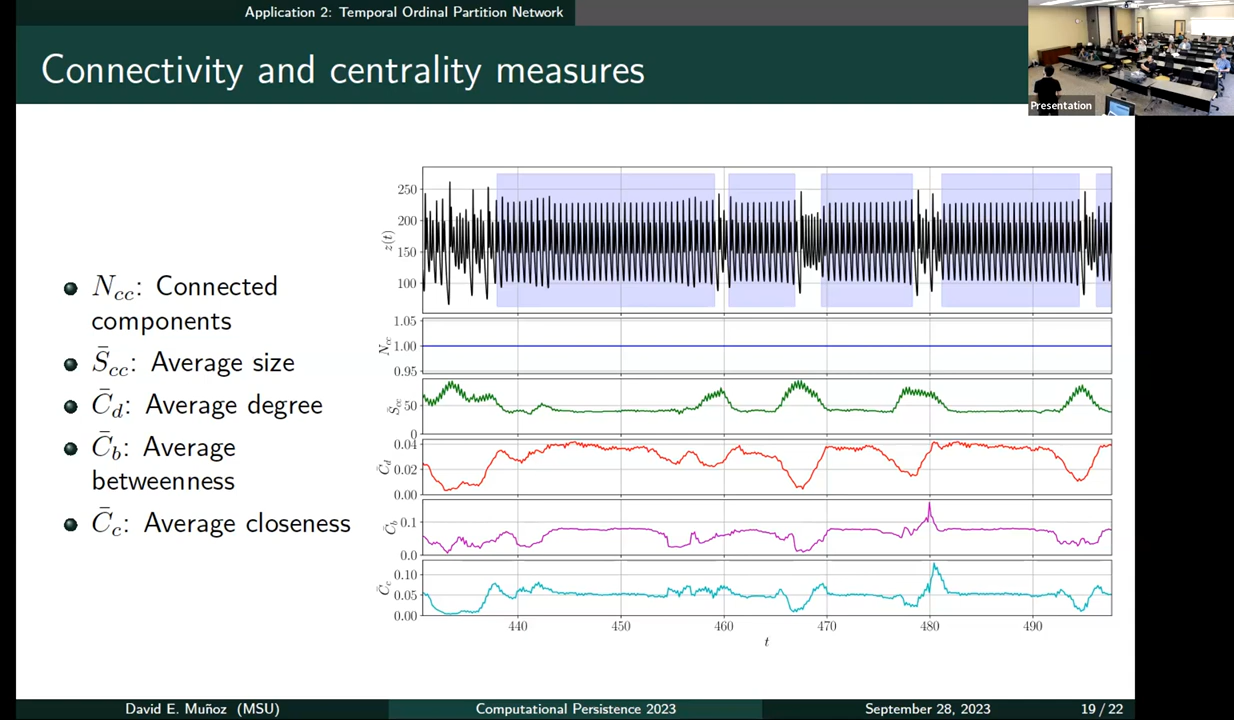 Application 2: Temporal Ordinal Partition Network
Connectivity and centrality measures
Presentation
N_cc: Connected
components
S̄_cc: Average size
C̄_d: Average degree
C̄_b: Average
betweenness
C̄_c: Average closeness
z(t)
250
200
150
100
N_cc
1.05
1.00
0.95
S̄_cc
50
0
C̄_d
0.04
0.02
0.00
C̄_b
0.1
0.0
C̄_c
0.10
0.05
0.00
440 450 460 470 480 490
t
David E. Muñoz (MSU) Computational Persistence 2023 September 28, 2023 19 / 22